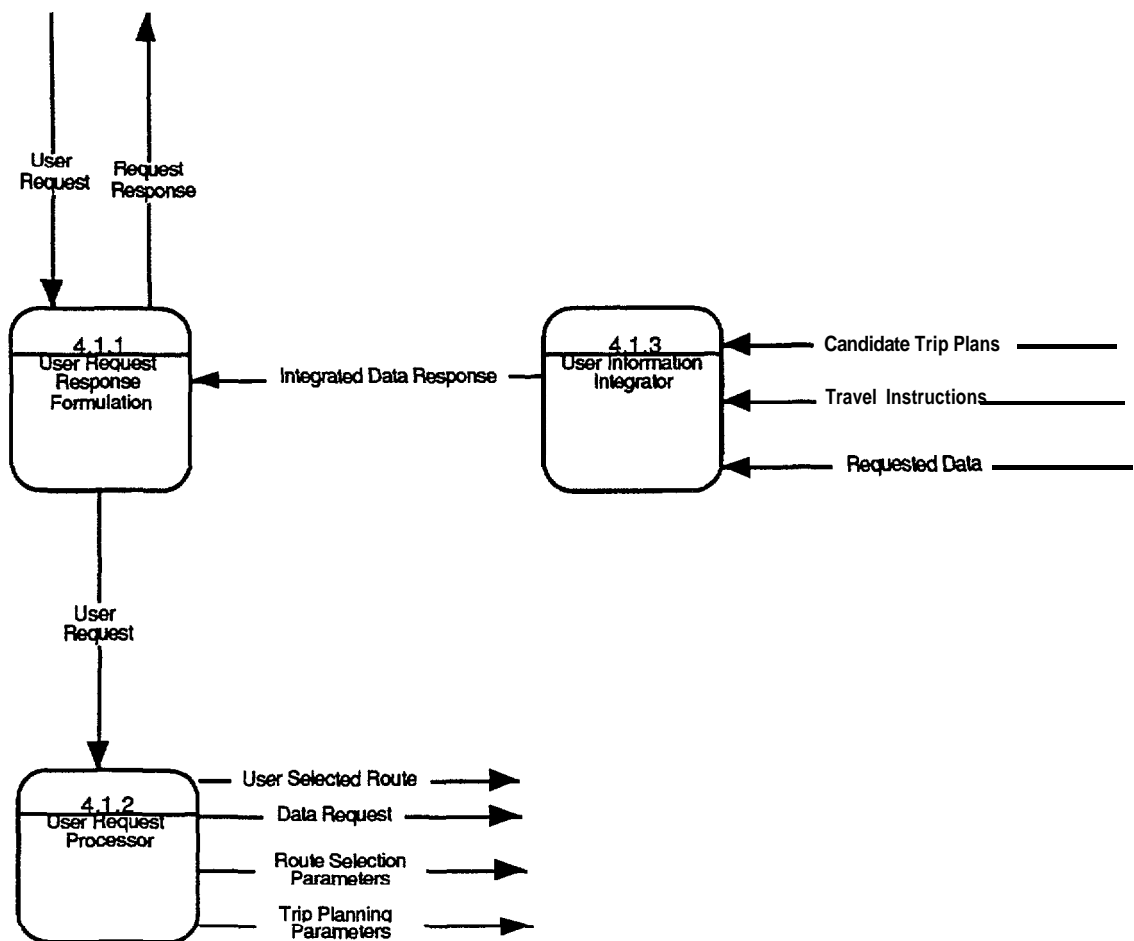 User
Request
Request
Response
4.1.1
User Request
Response
Formulation
Integrated Data Response
4.1.3
User Information
Integrator
Candidate Trip Plans
Travel Instructions
Requested Data
User
Request
4.1.2
User Request
Processor
User Selected Route
Data Request
Route Selection
Parameters
Trip Planning
Parameters